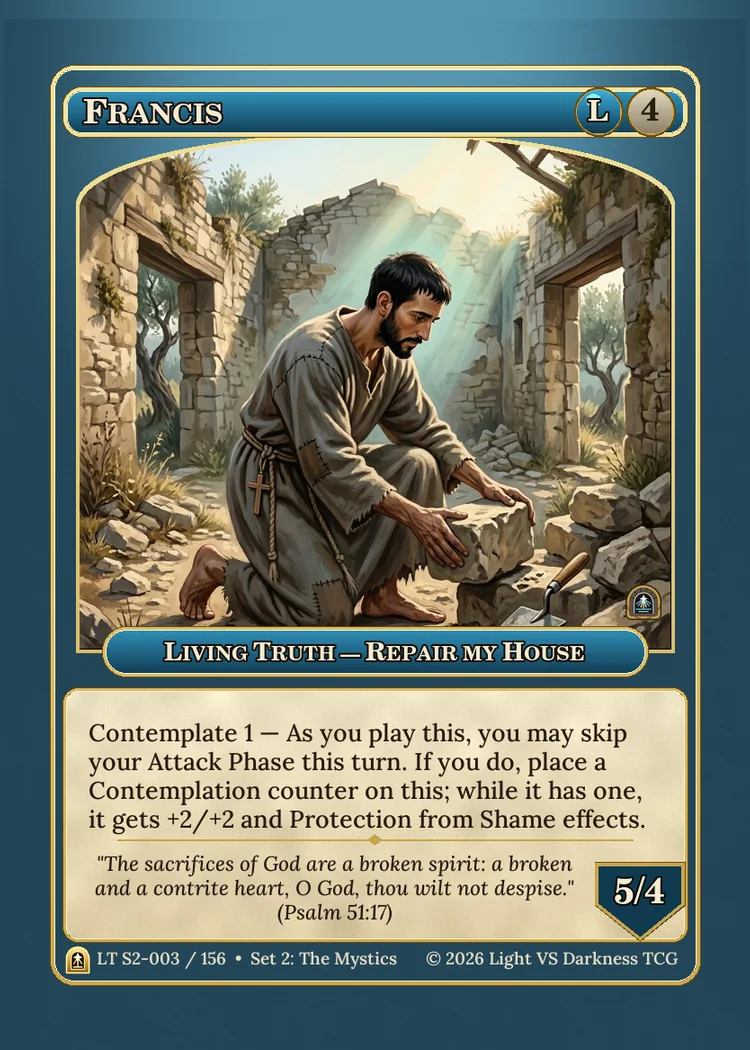 Francis
L 4
Living Truth — Repair my House
Contemplate 1 — As you play this, you may skip
your Attack Phase this turn. If you do, place a
Contemplation counter on this; while it has one,
it gets +2/+2 and Protection from Shame effects.
"The sacrifices of God are a broken spirit: a broken
and a contrite heart, O God, thou wilt not despise."
(Psalm 51:17)
5/4
LT S2-003 / 156 • Set 2: The Mystics © 2026 Light VS Darkness TCG